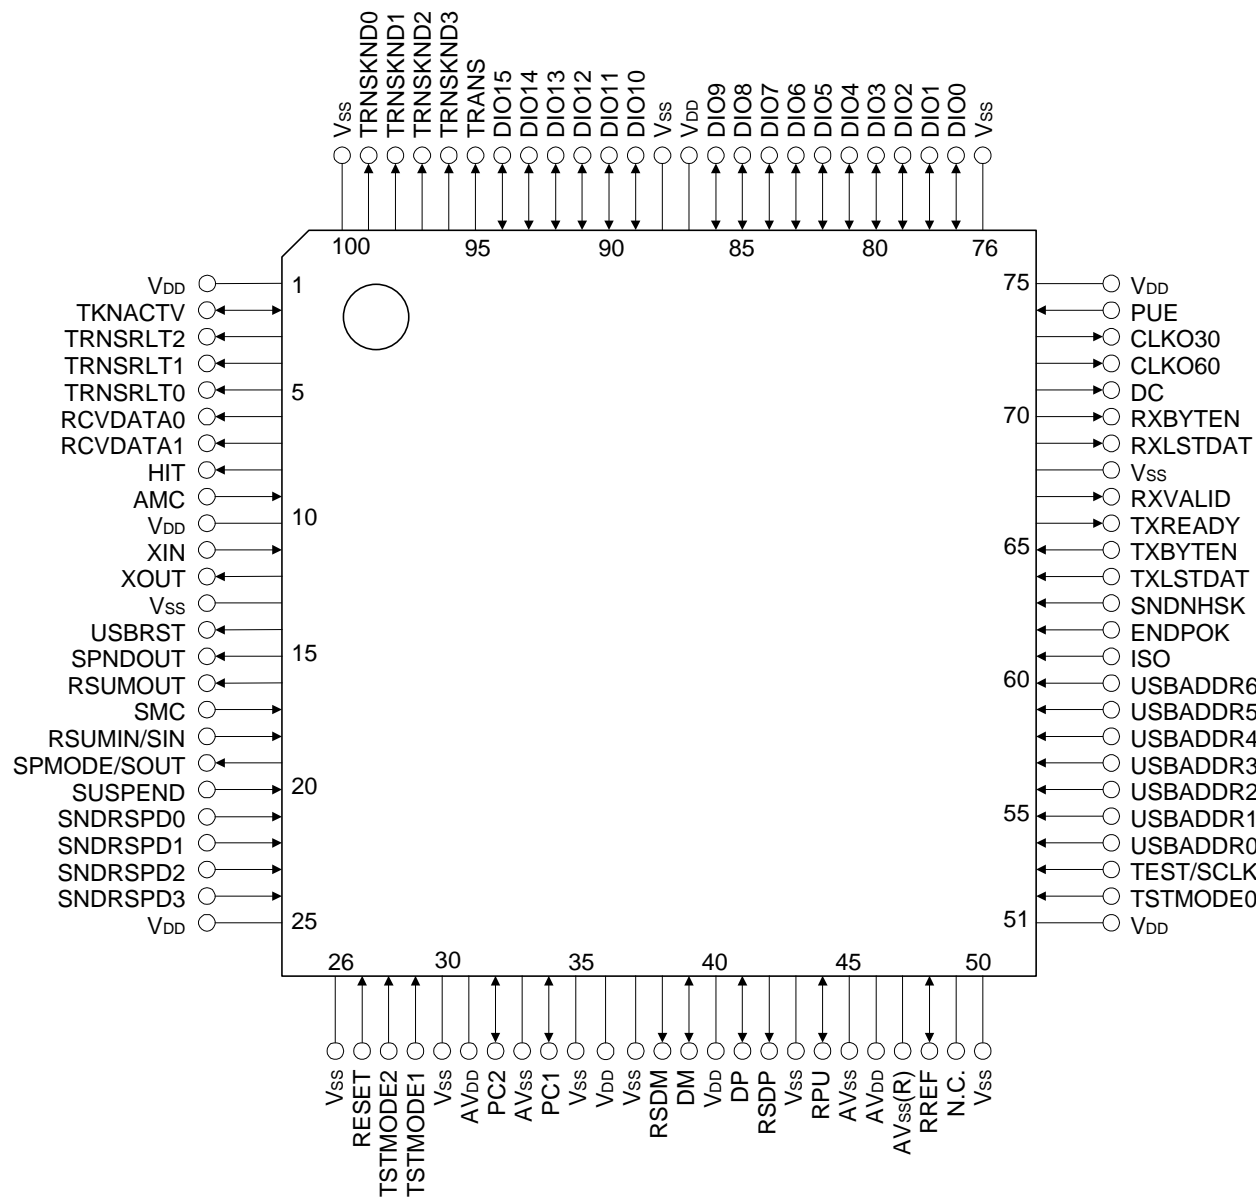 VSS
TRNSKND0
TRNSKND1
TRNSKND2
TRNSKND3
TRANS
DIO15
DIO14
DIO13
DIO12
DIO11
DIO10
VSS
VDD
DIO9
DIO8
DIO7
DIO6
DIO5
DIO4
DIO3
DIO2
DIO1
DIO0
VSS
100
95
90
85
80
76
VDD
TKNACTV
TRNSRLT2
TRNSRLT1
TRNSRLT0
RCVDATA0
RCVDATA1
HIT
AMC
VDD
XIN
XOUT
VSS
USBRST
SPNDOUT
RSUMOUT
SMC
RSUMIN/SIN
SPMODE/SOUT
SUSPEND
SNDRSPD0
SNDRSPD1
SNDRSPD2
SNDRSPD3
VDD
1
5
10
15
20
25
75
70
65
60
55
51
VDD
PUE
CLKO30
CLKO60
DC
RXBYTEN
RXLSTDAT
VSS
RXVALID
TXREADY
TXBYTEN
TXLSTDAT
SNDNHSK
ENDPOK
ISO
USBADDR6
USBADDR5
USBADDR4
USBADDR3
USBADDR2
USBADDR1
USBADDR0
TEST/SCLK
TSTMODE0
VDD
26
30
35
40
45
50
VSS
RESET
TSTMODE2
TSTMODE1
VSS
AVDD
PC2
AVSS
PC1
VSS
VDD
VSS
RSDM
DM
VDD
DP
RSDP
VSS
RPU
AVSS
AVDD
AVSS(R)
RREF
N.C.
VSS